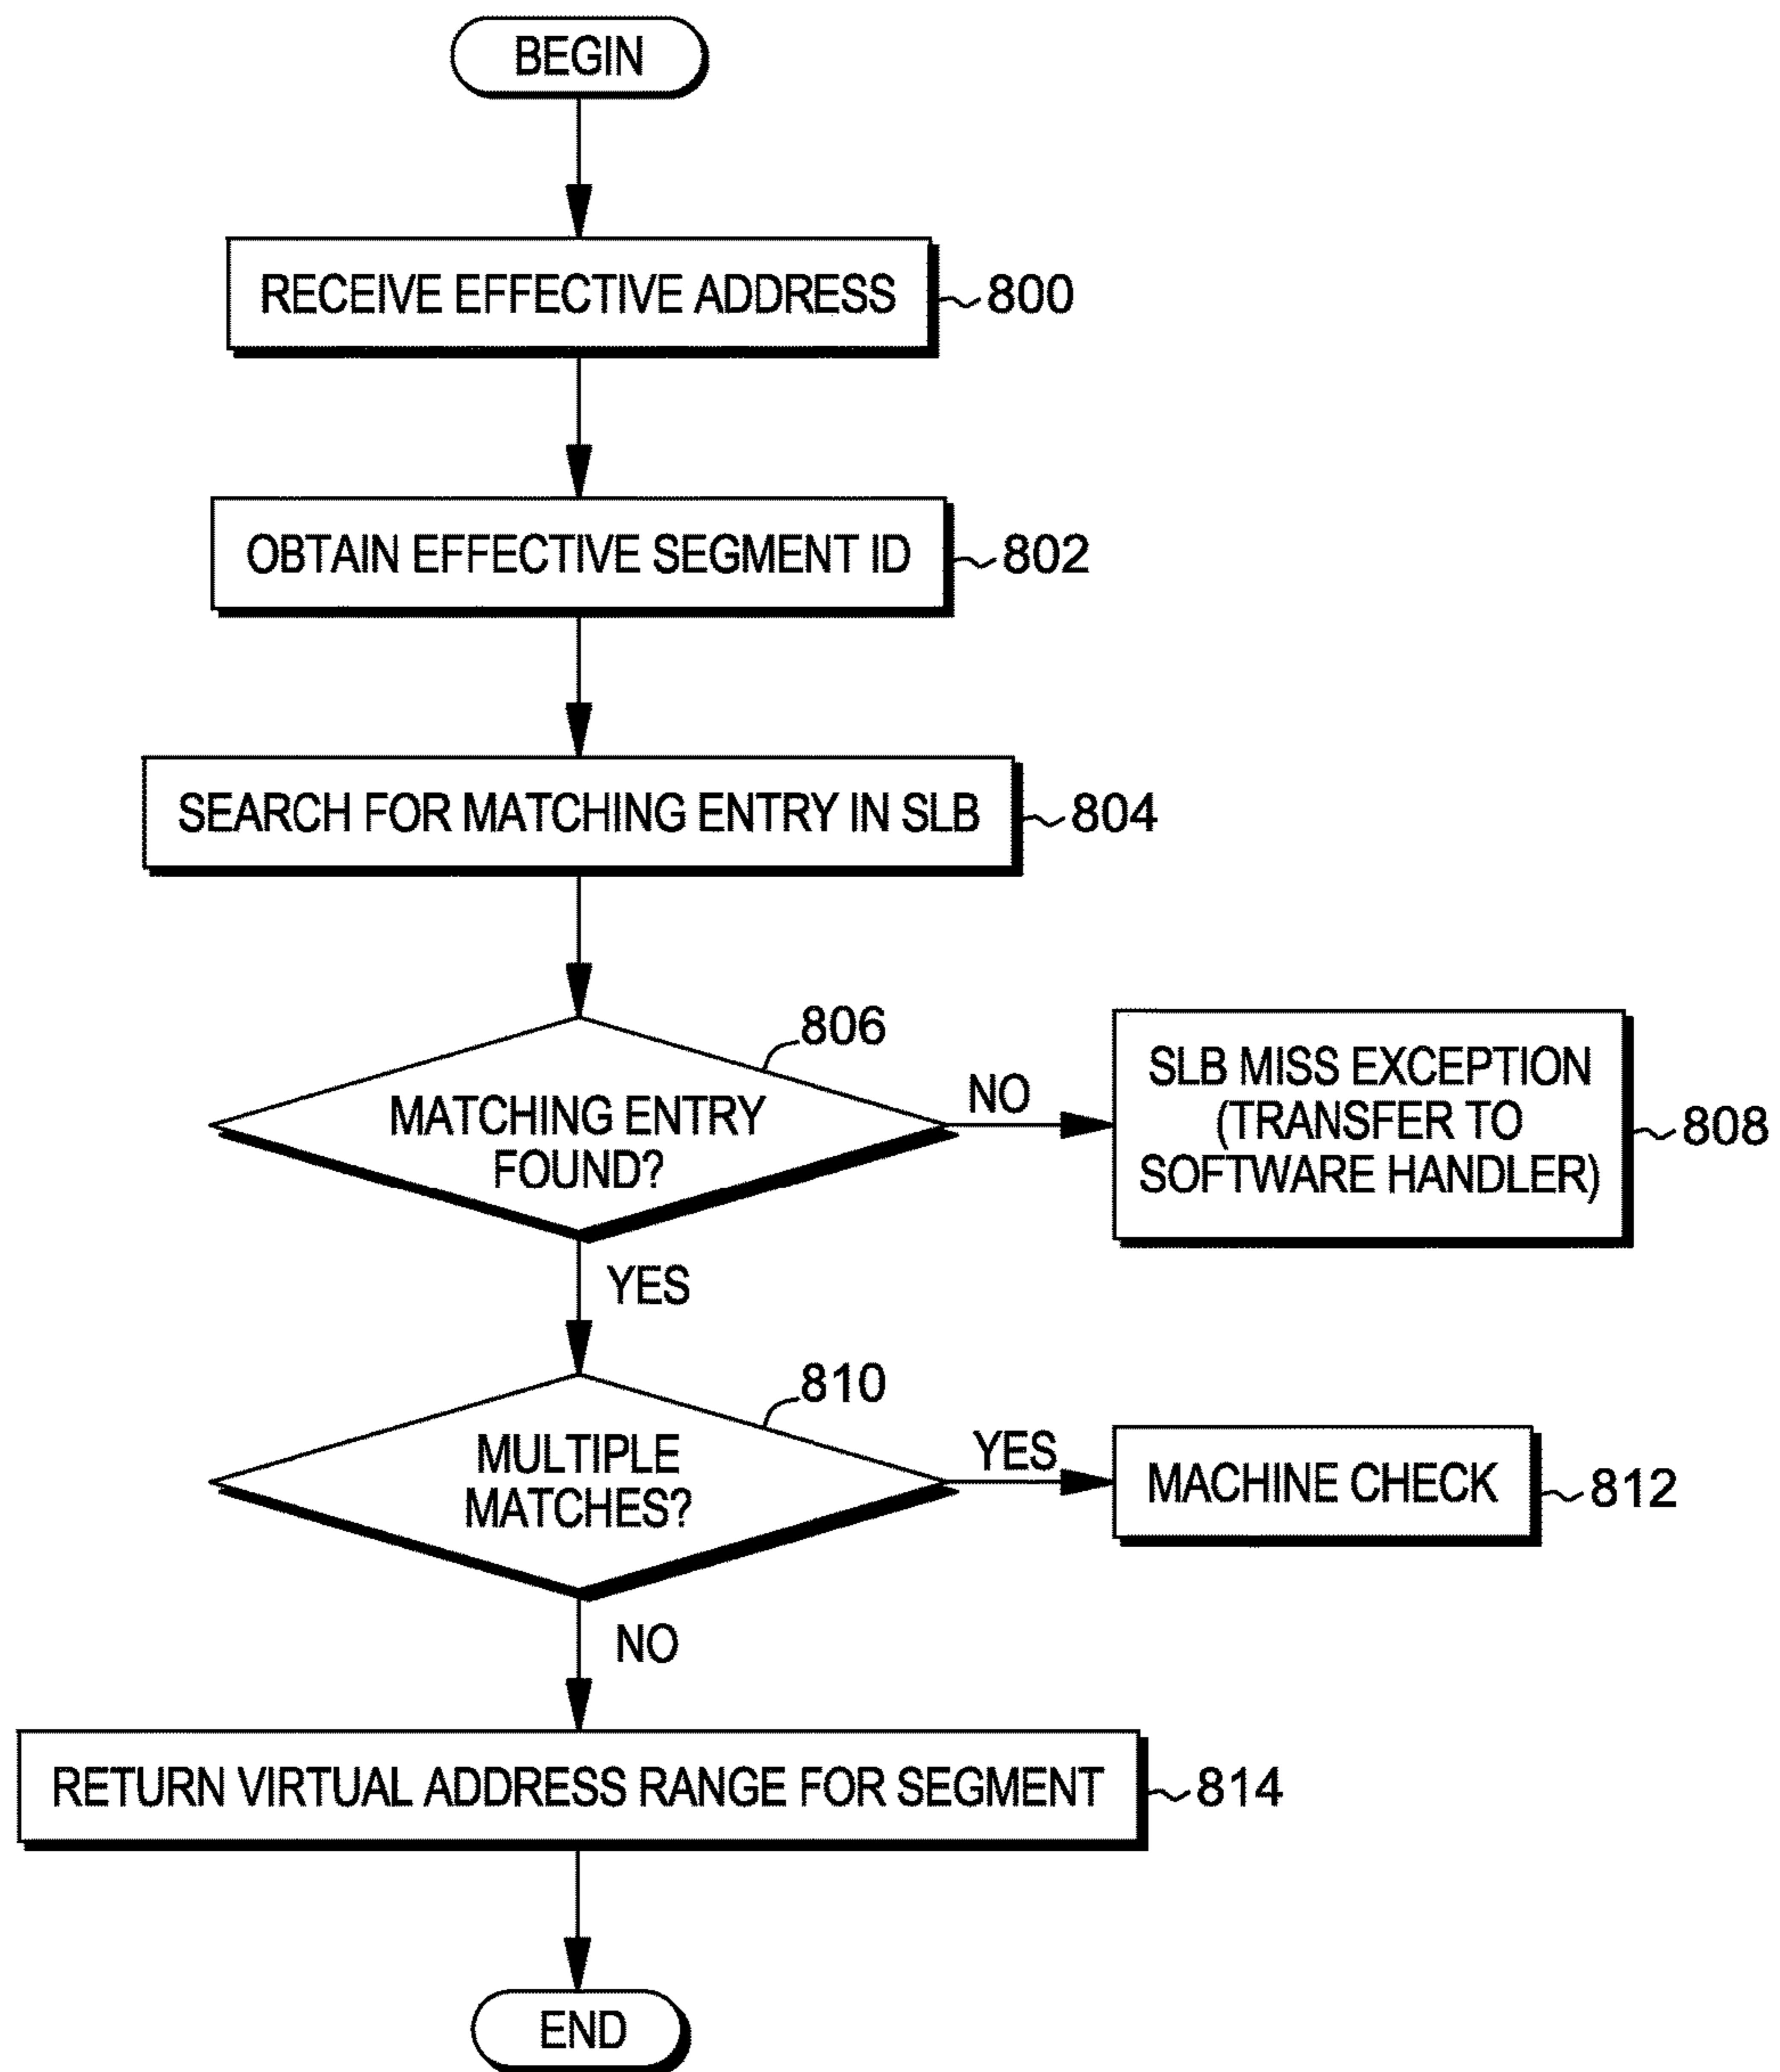 BEGIN
RECEIVE EFFECTIVE ADDRESS
800
OBTAIN EFFECTIVE SEGMENT ID
802
SEARCH FOR MATCHING ENTRY IN SLB
804
806
MATCHING ENTRY
FOUND?
NO
SLB MISS EXCEPTION
(TRANSFER TO
SOFTWARE HANDLER)
808
YES
810
MULTIPLE
MATCHES?
YES
MACHINE CHECK
812
NO
RETURN VIRTUAL ADDRESS RANGE FOR SEGMENT
814
END